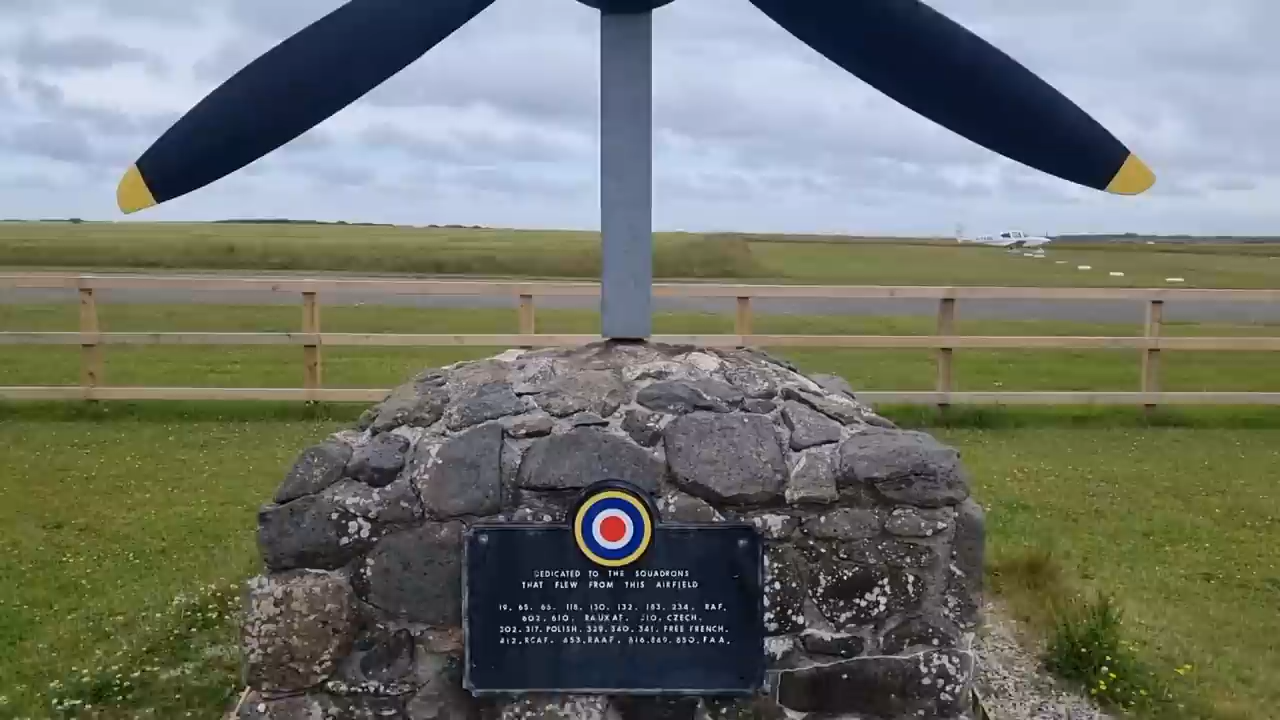 DEDICATED TO THE SQUADRONS
THAT FLEW FROM THIS AIRFIELD
19. 65. 66. 118. 130. 132. 183. 234. RAF.
602. 610. RAUXAF. 310. CZECH.
302. 317. POLISH. 329. 340. 341. FREE FRENCH.
412. RCAF. 453. RAAF. 816. 849. 850. FAA.